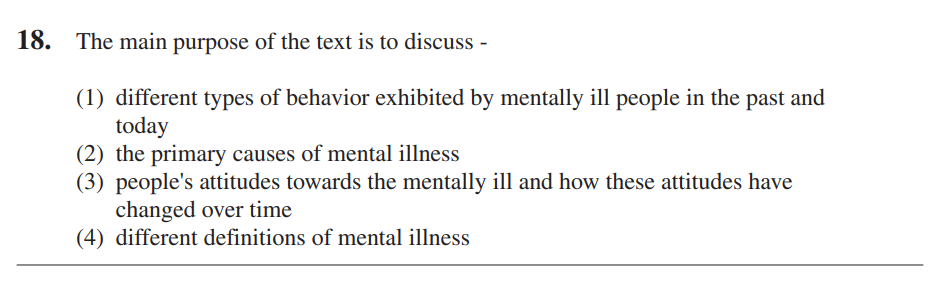 18. The main purpose of the text is to discuss -
(1) different types of behavior exhibited by mentally ill people in the past and
today
(2) the primary causes of mental illness
(3) people's attitudes towards the mentally ill and how these attitudes have
changed over time
(4) different definitions of mental illness